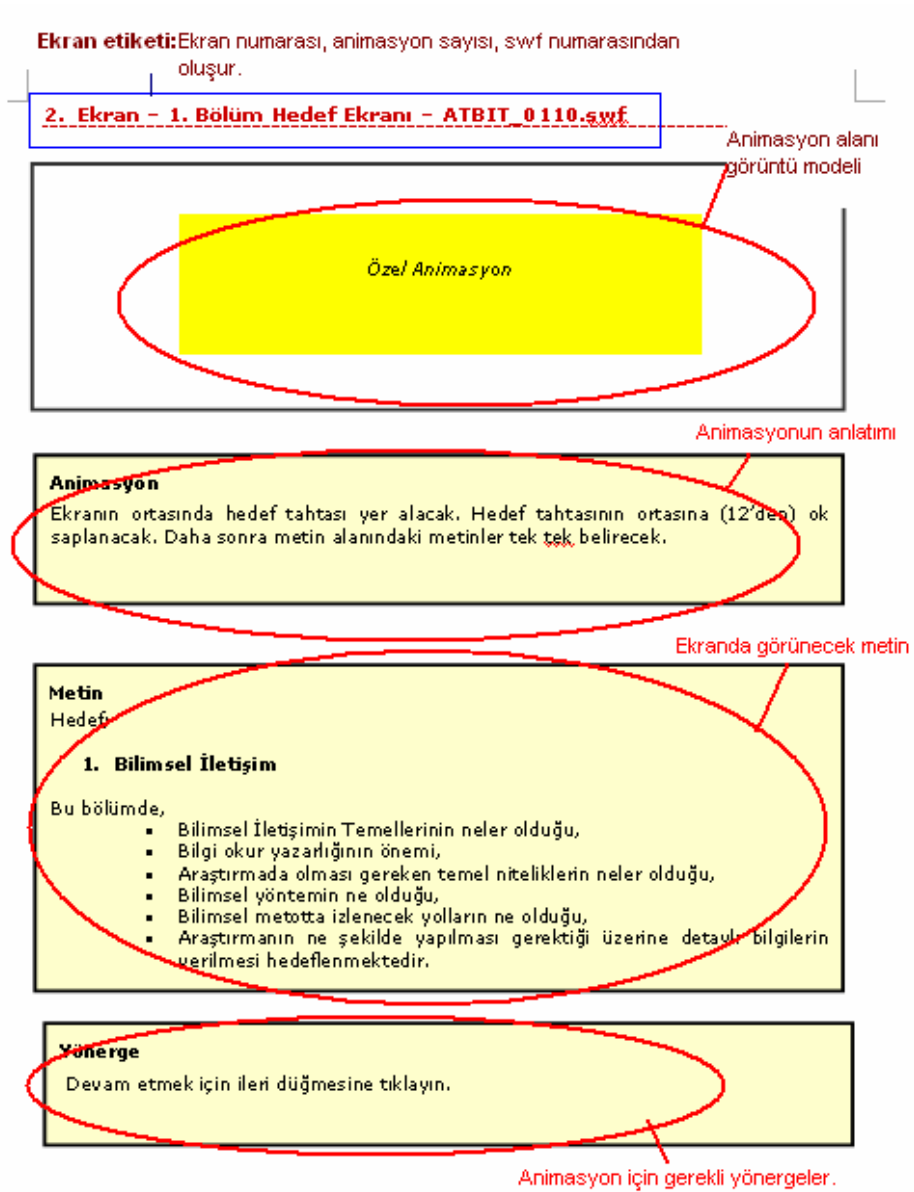 Ekran etiketi:Ekran numarası, animasyon sayısı, swf numarasından
oluşur.
2. Ekran – 1. Bölüm Hedef Ekranı – ATBIT_0110.swf
Animasyon alanı
görüntü modeli
Özel Animasyon
Animasyonun anlatımı
Animasyon
Ekranın ortasında hedef tahtası yer alacak. Hedef tahtasının ortasına (12'den) ok
saplanacak. Daha sonra metin alanındaki metinler tek tek belirecek.
Ekranda görünecek metin
Metin
Hedef:
1. Bilimsel İletişim
Bu bölümde,
▪ Bilimsel İletişimin Temellerinin neler olduğu,
▪ Bilgi okur yazarlığının önemi,
▪ Araştırmada olması gereken temel niteliklerin neler olduğu,
▪ Bilimsel yöntemin ne olduğu,
▪ Bilimsel metotta izlenecek yolların ne olduğu,
▪ Araştırmanın ne şekilde yapılması gerektiği üzerine detaylı bilgilerin
verilmesi hedeflenmektedir.
Yönerge
Devam etmek için ileri düğmesine tıklayın.
Animasyon için gerekli yönergeler.